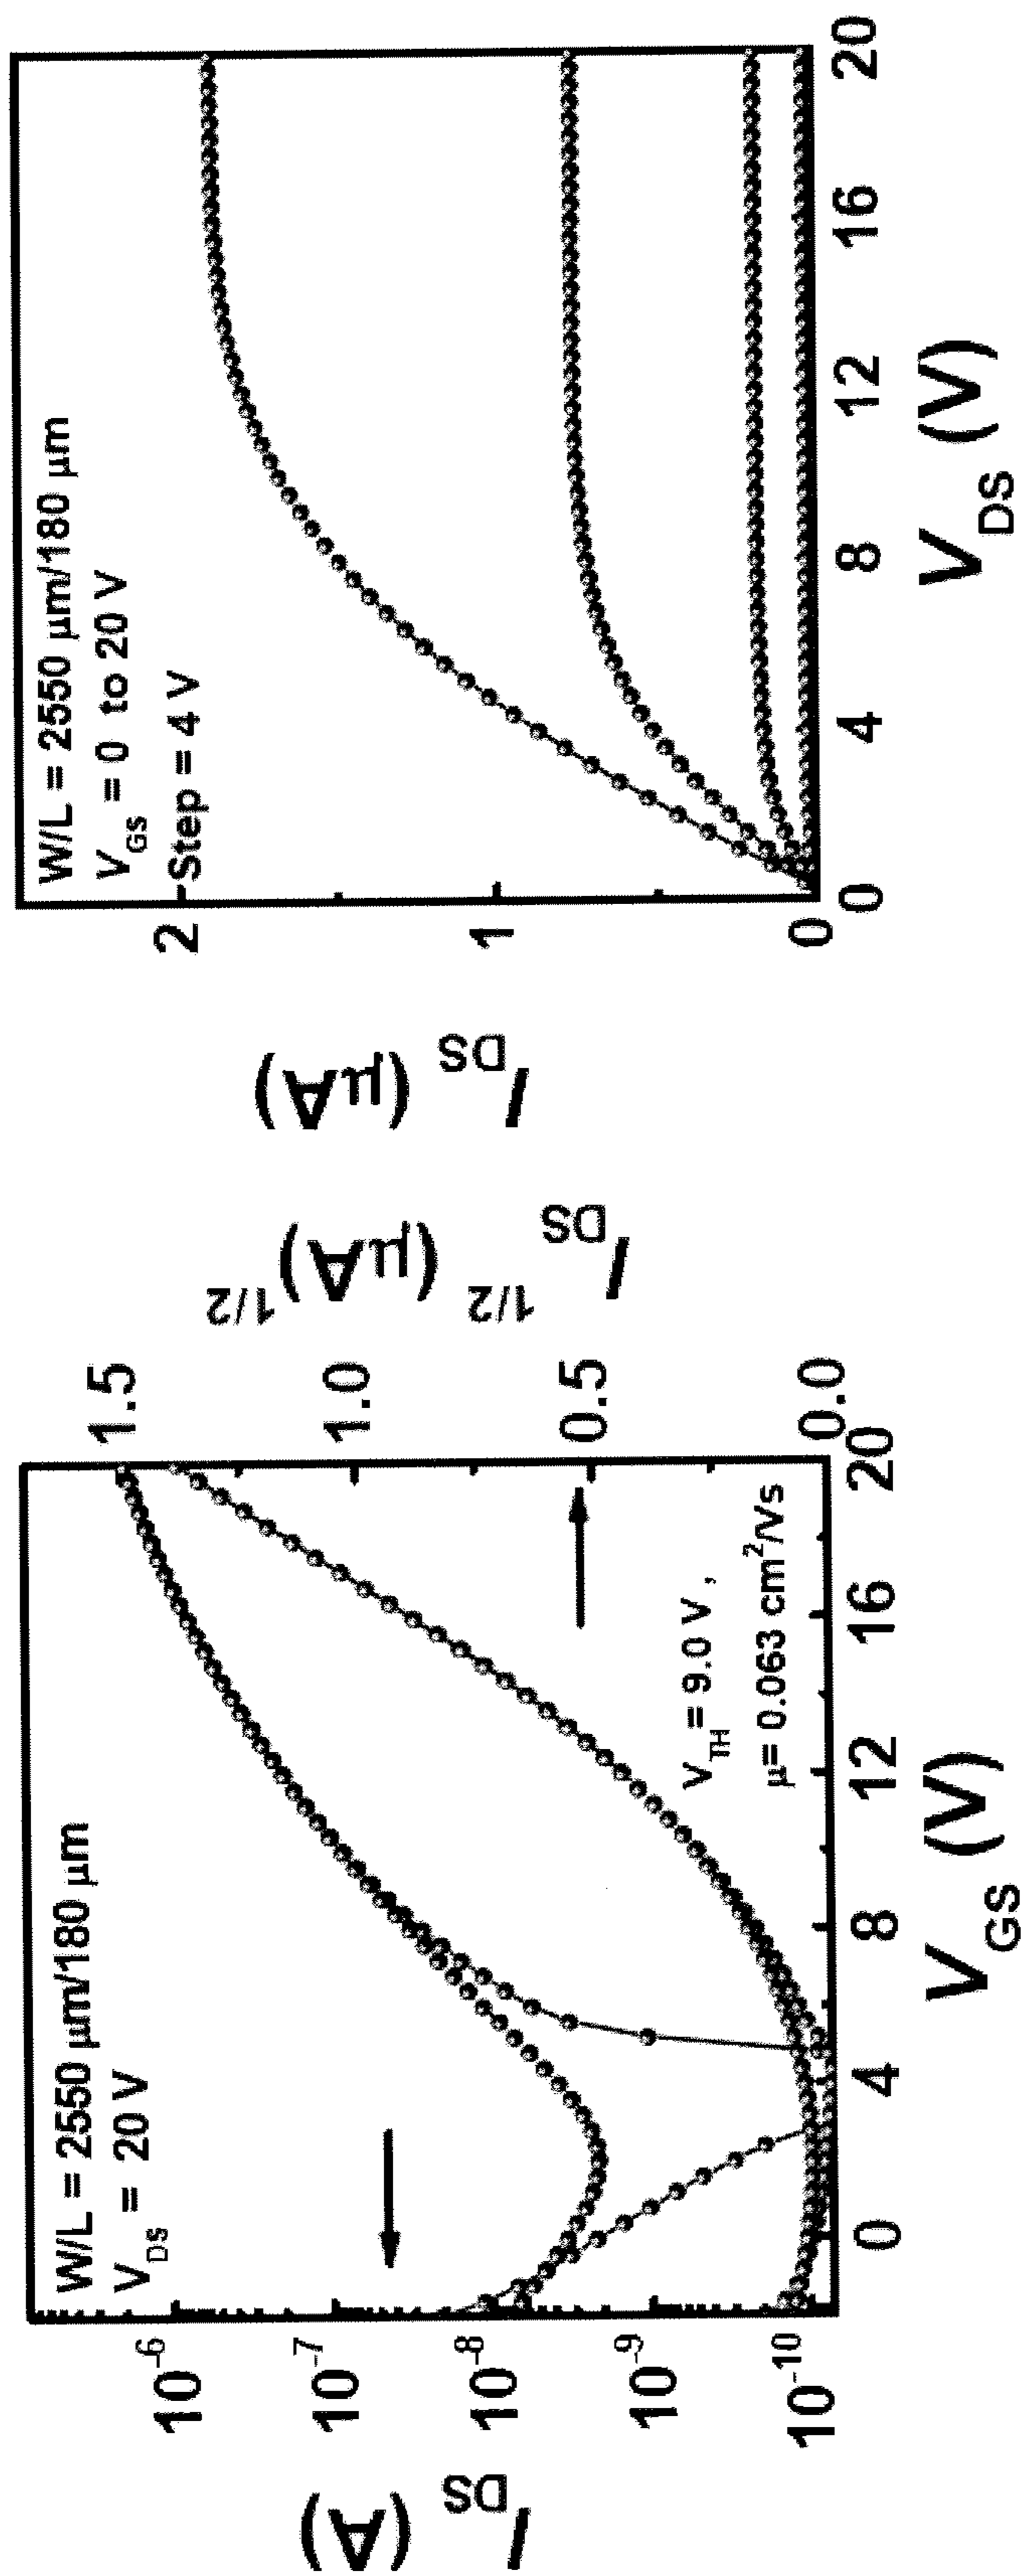 W/L = 2550 μm/180 μm
V_DS = 20 V
10^-6
10^-7
10^-8
10^-9
10^-10
I_DS (A)
1.5
1.0
0.5
0.0
I_DS^1/2 (μA)^1/2
V_TH = 9.0 V ,
μ= 0.063 cm²/Vs
0 4 8 12 16 20
V_GS (V)
W/L = 2550 μm/180 μm
V_GS = 0 to 20 V
Step = 4 V
2
1
0
I_DS (μA)
0 4 8 12 16 20
V_DS (V)